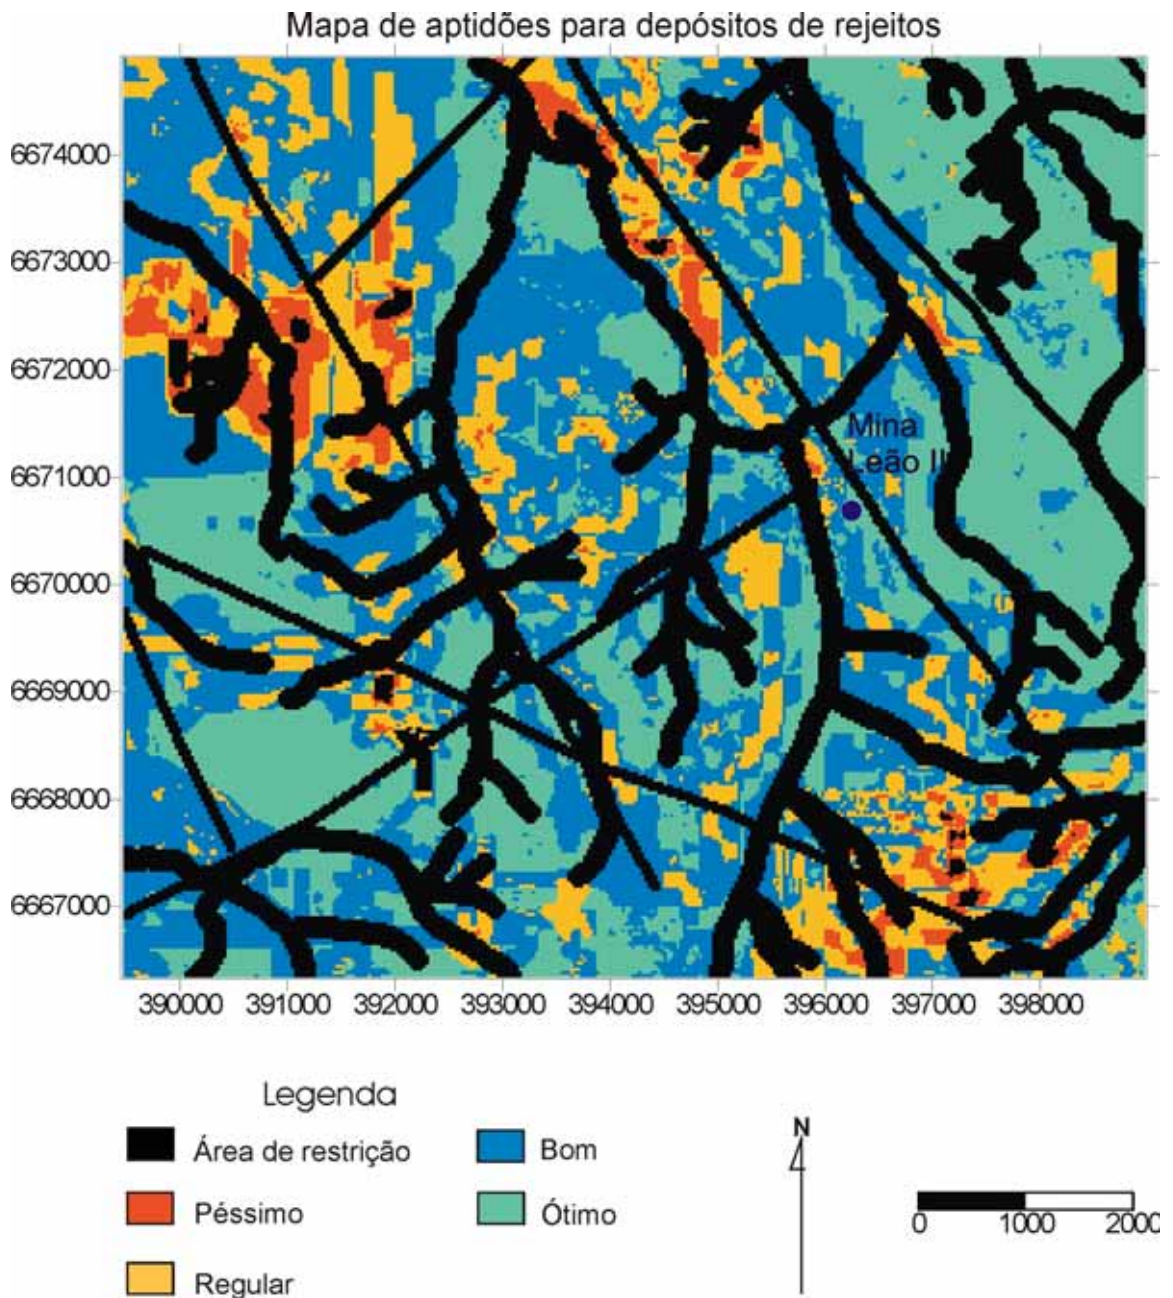 Mapa de aptidões para depósitos de rejeitos
6674000
6673000
6672000
Mina
Leão II
6671000
6670000
6669000
6668000
6667000
390000 391000 392000 393000 394000 395000 396000 397000 398000
Legenda
N
Área de restrição
Bom
Péssimo
Ótimo
0 1000 2000
Regular